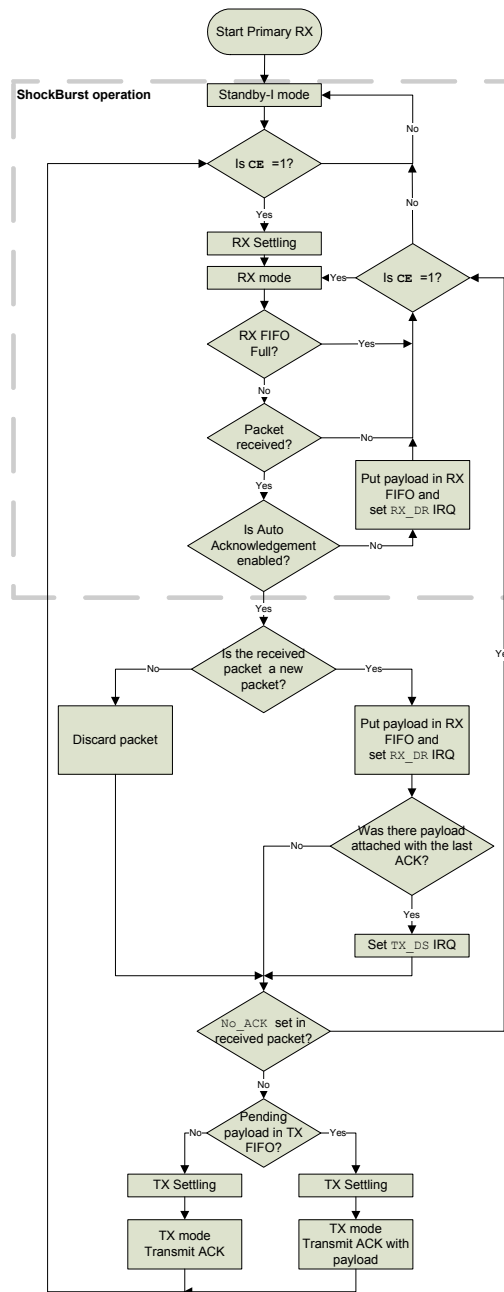 Start Primary RX
ShockBurst operation
Standby-I mode
No
Is CE =1?
No
Yes
RX Settling
RX mode
Yes
Is CE =1?
RX FIFO
Full?
Yes
No
Packet
received?
No
Put payload in RX
FIFO and
set RX_DR IRQ
Yes
Is Auto
Acknowledgement
enabled?
No
Yes
Is the received
packet a new
packet?
No
Yes
Discard packet
Put payload in RX
FIFO and
set RX_DR IRQ
Was there payload
attached with the last
ACK?
No
Yes
Set TX_DS IRQ
No_ACK set in
received packet?
No
Pending
payload in TX
FIFO?
No
Yes
TX Settling
TX Settling
TX mode
Transmit ACK
TX mode
Transmit ACK with
payload